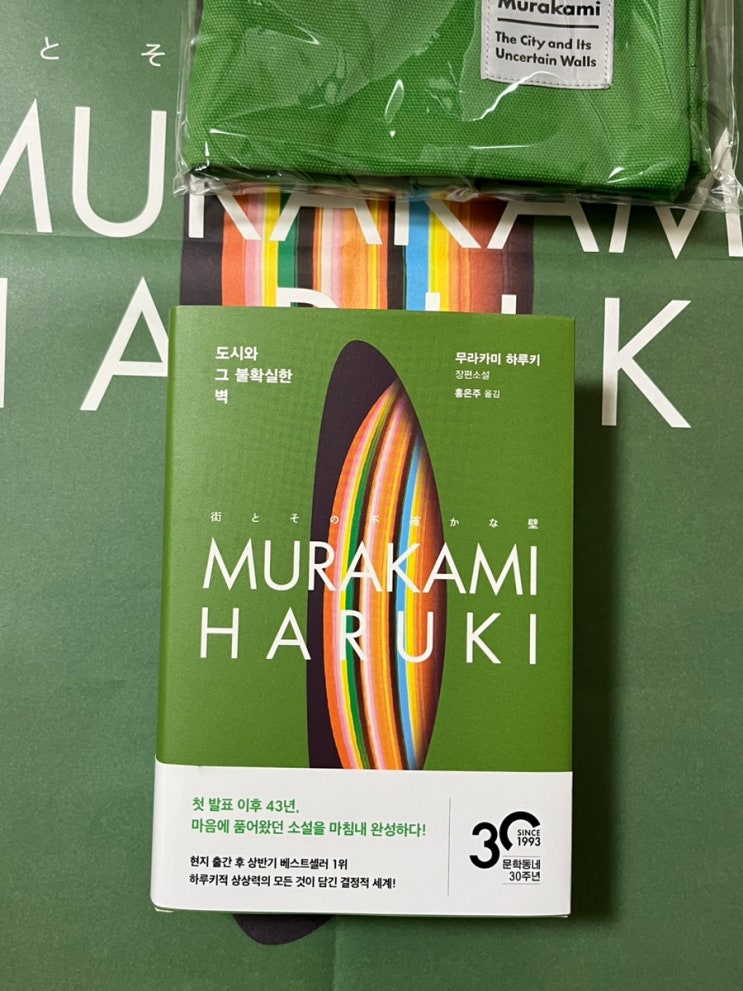 Murakami
The City and Its
Uncertain Walls
と そ
MURAKAM
HARUK
도시와
그 불확실한
벽
무라카미 하루키
장편소설
홍은주 옮김
街とその不確かな壁
MURAKAMI
HARUKI
첫 발표 이후 43년,
마음에 품어왔던 소설을 마침내 완성하다!
현지 출간 후 상반기 베스트셀러 1위
하루키적 상상력의 모든 것이 담긴 결정적 세계!
30
SINCE
1993
문학동네
30주년